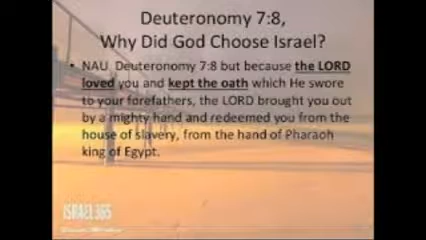 Deuteronomy 7:8,
Why Did God Choose Israel?
• NAU Deuteronomy 7:8 but because the LORD
loved you and kept the oath which He swore
to your forefathers, the LORD brought you out
by a mighty hand and redeemed you from the
house of slavery, from the hand of Pharaoh
king of Egypt.
ISRAEL365